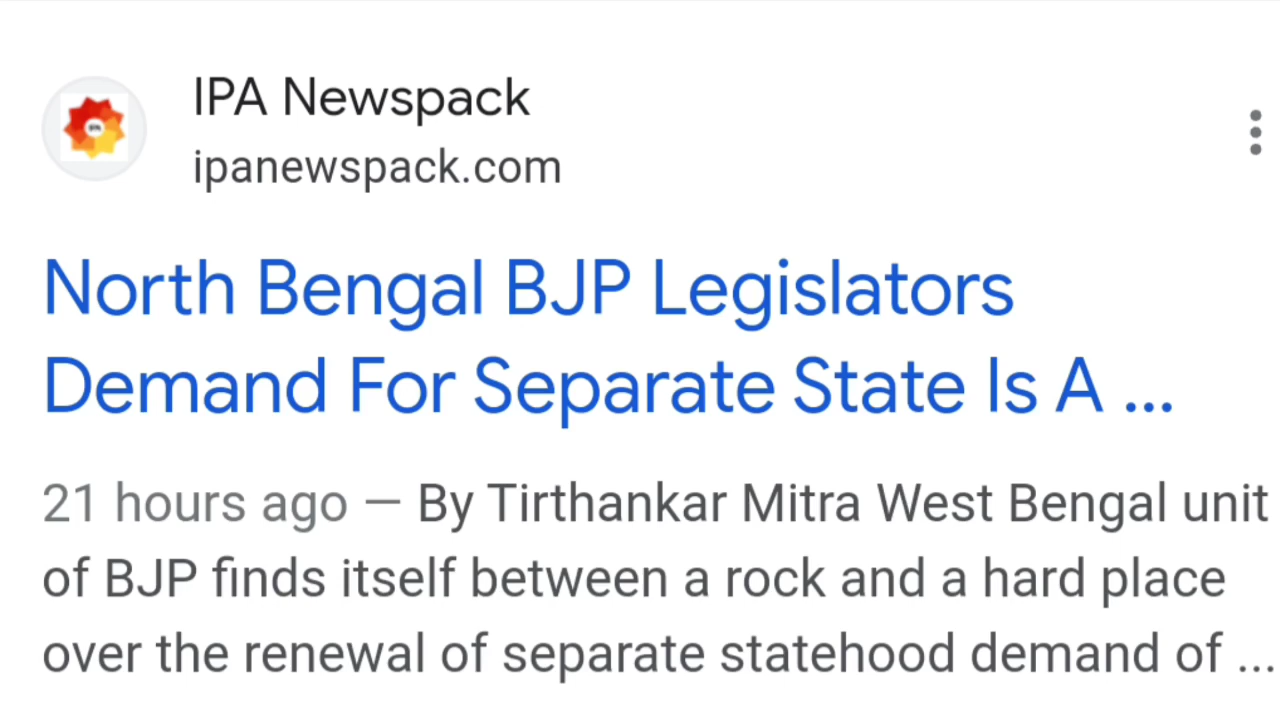 IPA Newspack
ipanewspack.com
North Bengal BJP Legislators
Demand For Separate State Is A ...
21 hours ago — By Tirthankar Mitra West Bengal unit
of BJP finds itself between a rock and a hard place
over the renewal of separate statehood demand of ...